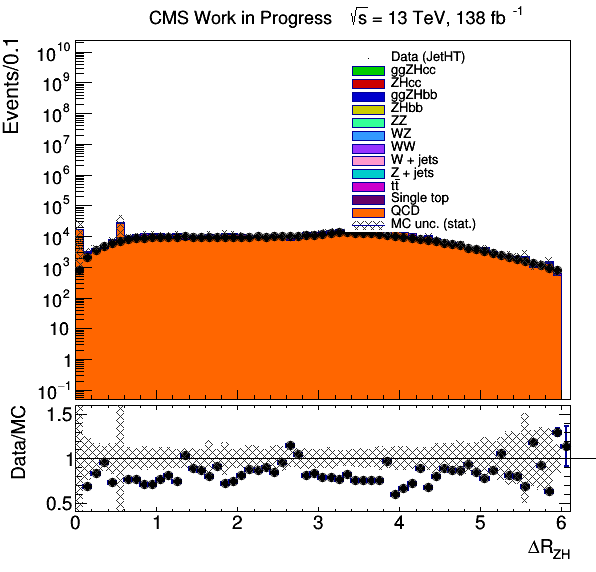 CMS Work in Progress √s = 13 TeV, 138 fb⁻¹
Events/0.1
10¹⁰
10⁹
10⁸
10⁷
10⁶
10⁵
10⁴
10³
10²
10
1
10⁻¹
Data (JetHT)
ggZHcc
ZHcc
ggZHbb
ZHbb
ZZ
WZ
WW
W + jets
Z + jets
tt̄
Single top
QCD
MC unc. (stat.)
Data/MC
1.5
1
0.5
0 1 2 3 4 5 6
ΔR_ZH